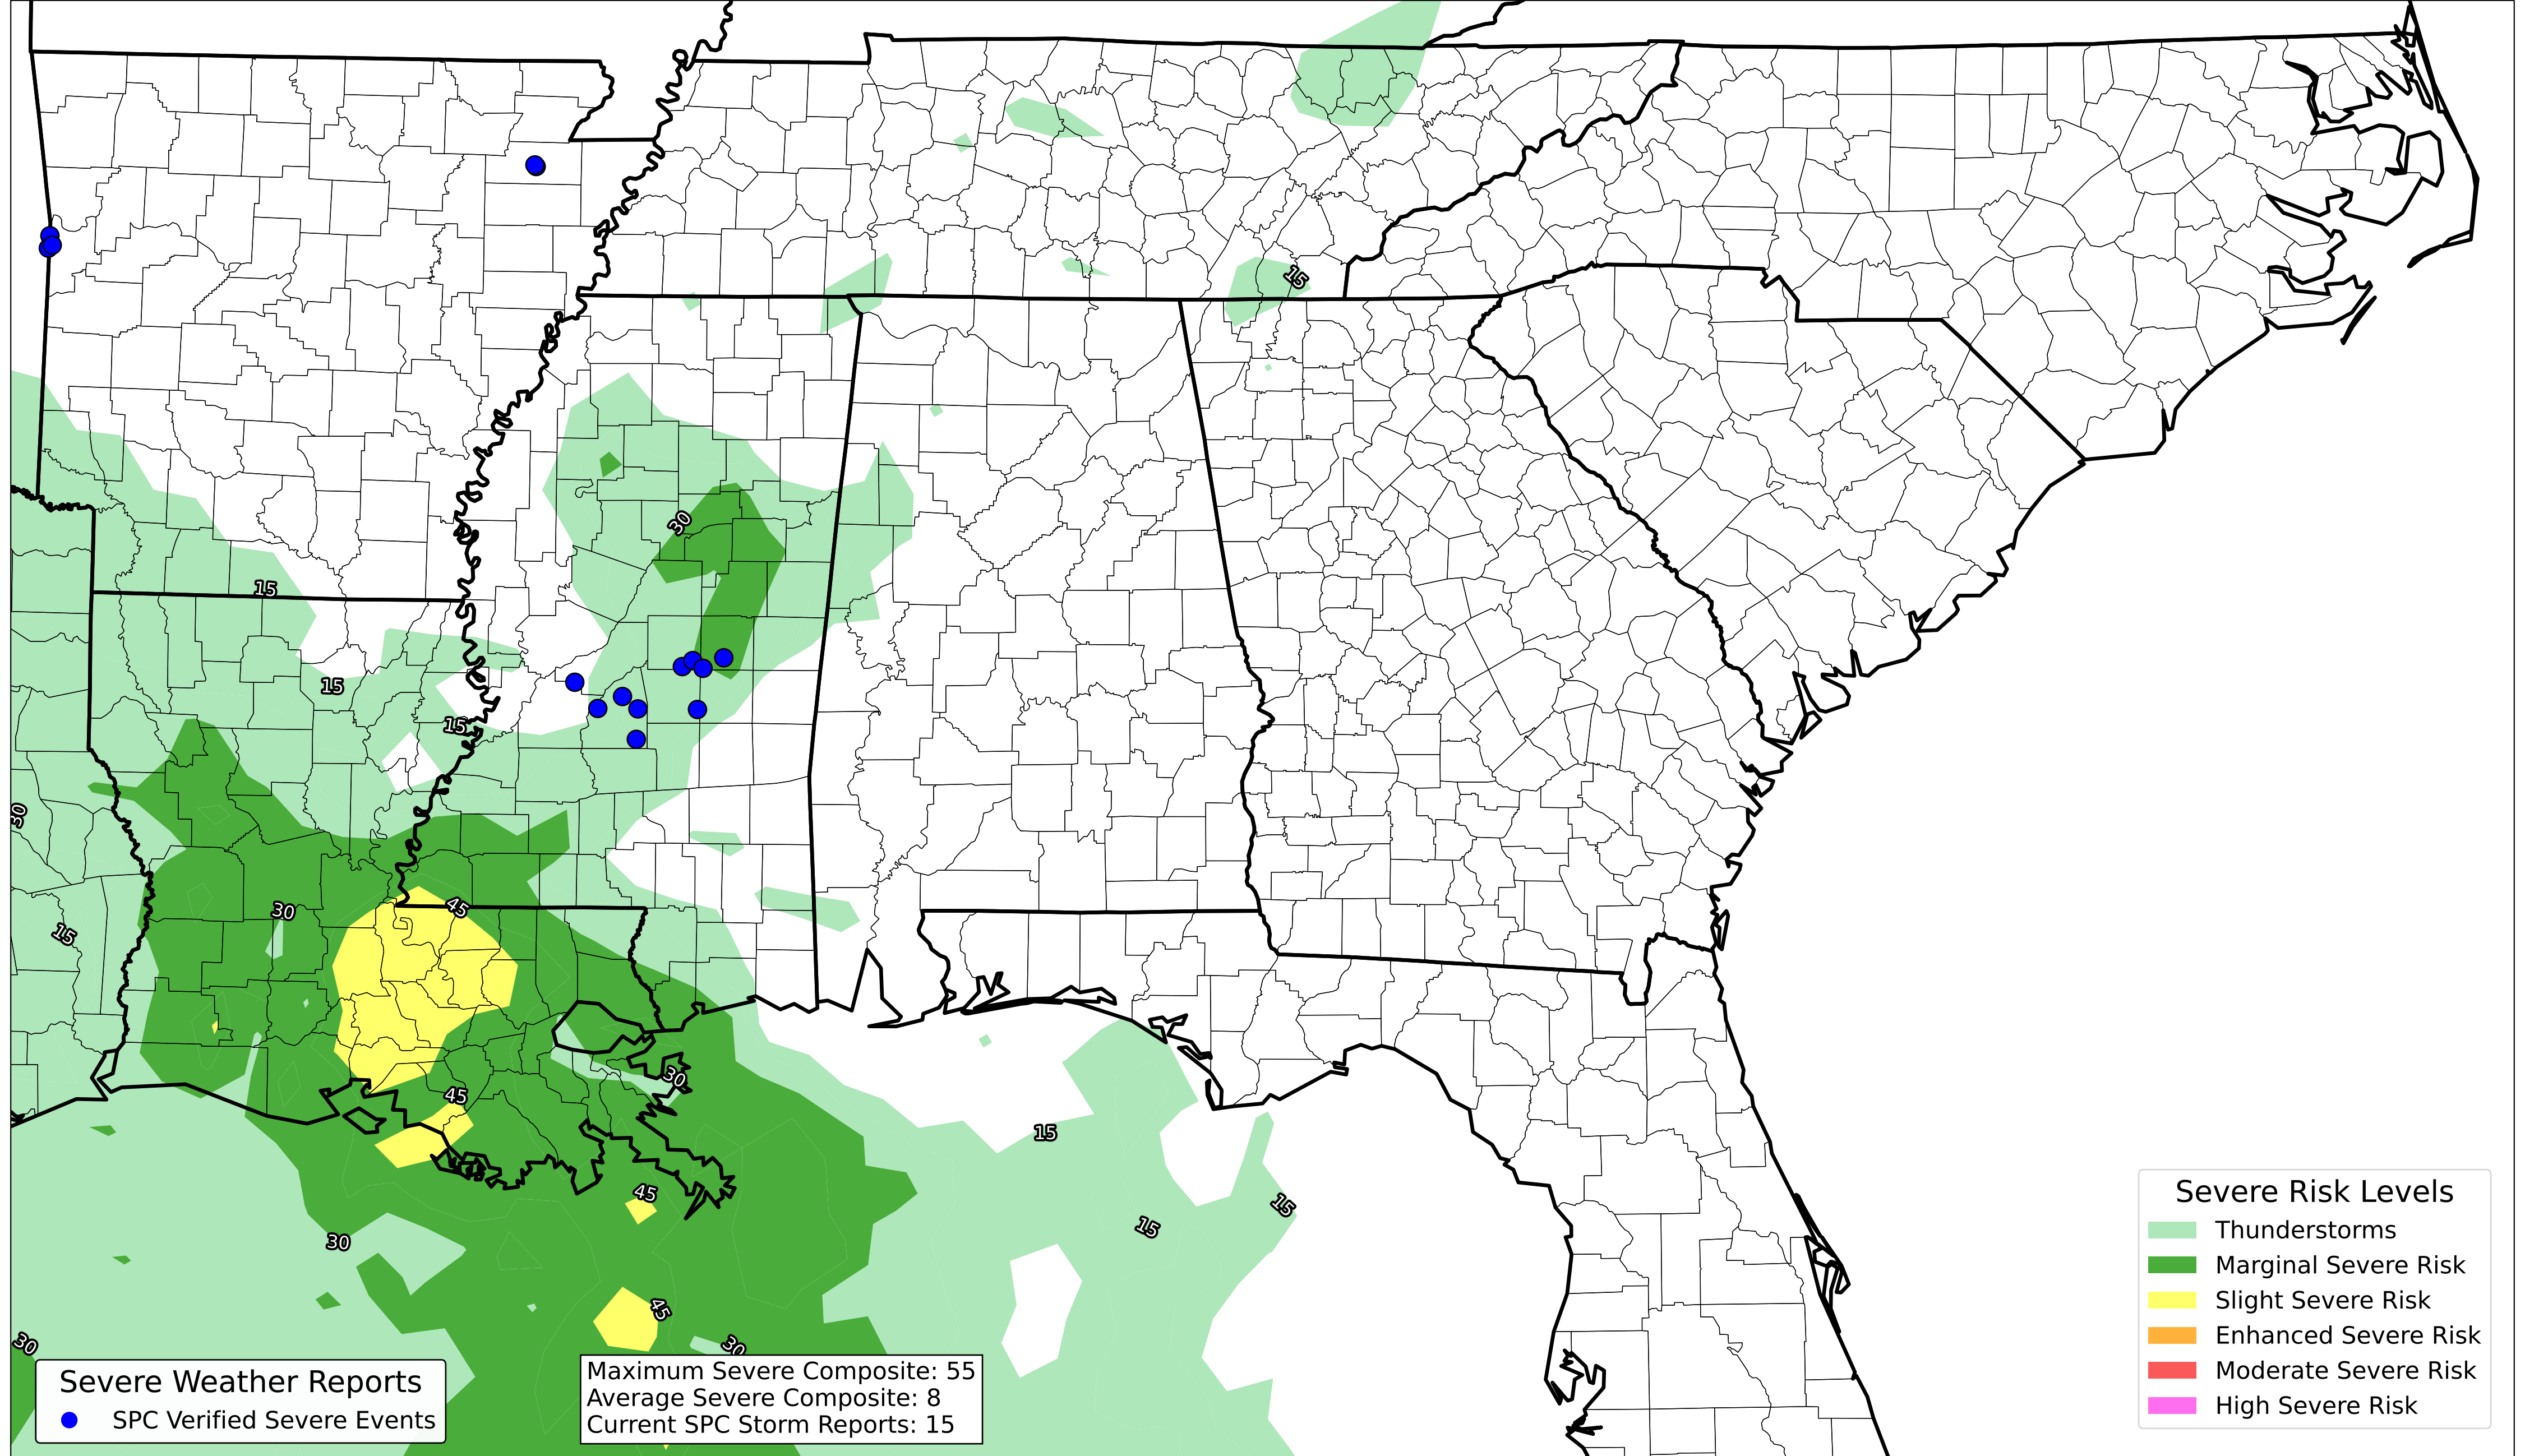 15
30
15
15
15
30
30
45
15
45
30
15
45
15
15
30
45
30
30
Severe Weather Reports
SPC Verified Severe Events
Maximum Severe Composite: 55
Average Severe Composite: 8
Current SPC Storm Reports: 15
Severe Risk Levels
Thunderstorms
Marginal Severe Risk
Slight Severe Risk
Enhanced Severe Risk
Moderate Severe Risk
High Severe Risk